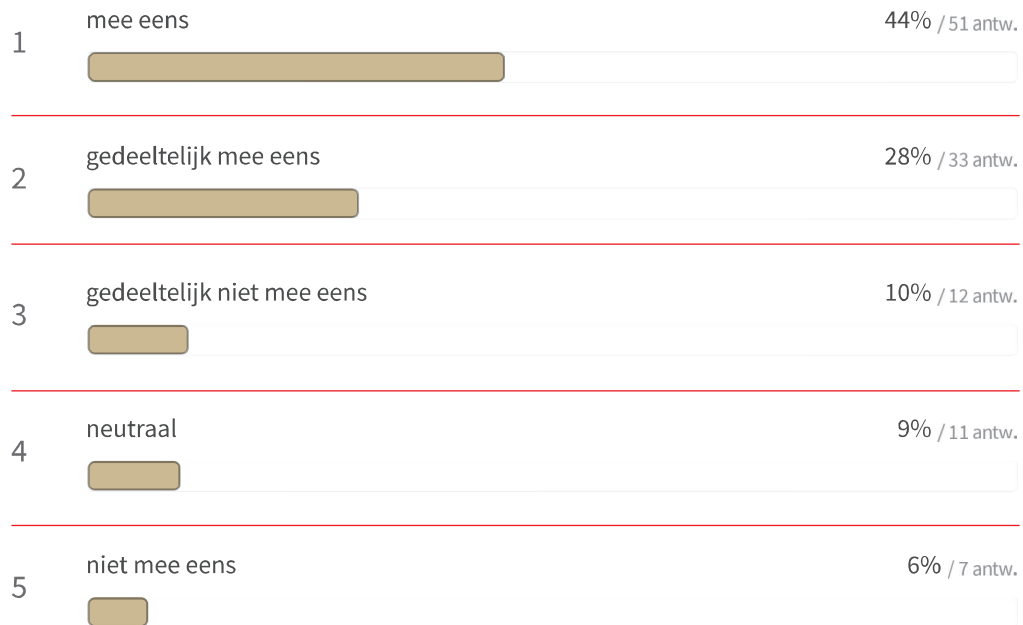 1
mee eens
44% / 51 antw.
2
gedeeltelijk mee eens
28% / 33 antw.
3
gedeeltelijk niet mee eens
10% / 12 antw.
4
neutraal
9% / 11 antw.
5
niet mee eens
6% / 7 antw.